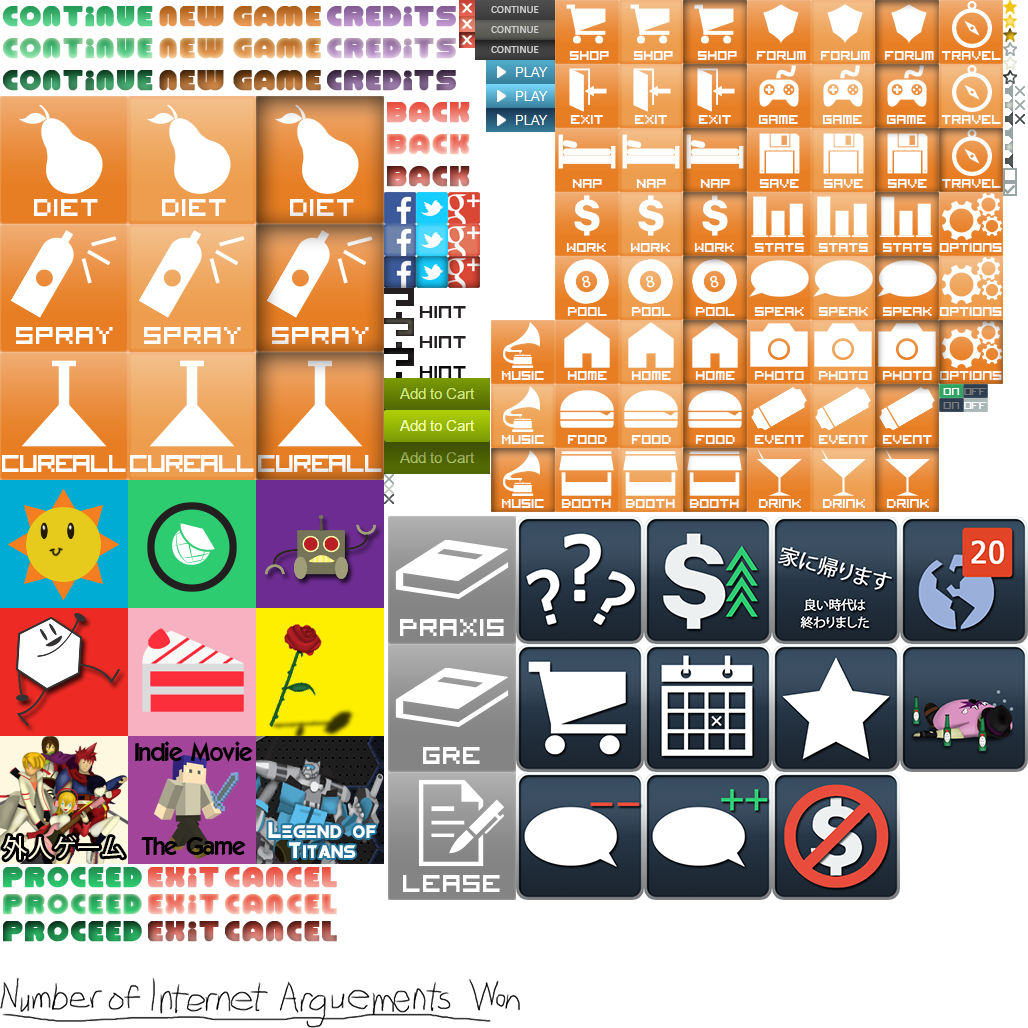 CONTiNUE NEW GAME CREDiTS
CONTiNUE NEW GAME CREDiTS
CONTiNUE NEW GAME CREDiTS
CONTINUE
CONTINUE
CONTINUE
PLAY
PLAY
PLAY
SHOP SHOP SHOP FORUM FORUM FORUM TRAVEL
EXIT EXIT EXIT GAME GAME GAME TRAVEL
NAP NAP NAP SAVE SAVE SAVE TRAVEL
$ $ $
WORK WORK WORK STATS STATS STATS OPTIONS
8 8 8
POOL POOL POOL SPEAK SPEAK SPEAK OPTIONS
MUSIC HOME HOME HOME PHOTO PHOTO PHOTO OPTIONS
MUSIC FOOD FOOD FOOD EVENT EVENT EVENT
MUSIC BOOTH BOOTH BOOTH DRINK DRINK DRINK
ON OFF
ON OFF
BACK
BACK
BACK
DIET DIET DIET
SPRAY SPRAY SPRAY
CUREALL CUREALL CUREALL
f g+
f g+
f g+
HINT
HINT
HINT
Add to Cart
Add to Cart
Add to Cart
PRAXIS
???
$
家に帰ります
良い時代は
終わりました
20
GRE
LEASE
--
++
$
外人ゲーム
Indie Movie
The Game
LEGEND OF
TITANS
PROCEED EXiT CANCEL
PROCEED EXiT CANCEL
PROCEED EXiT CANCEL
Number of Internet Arguements Won